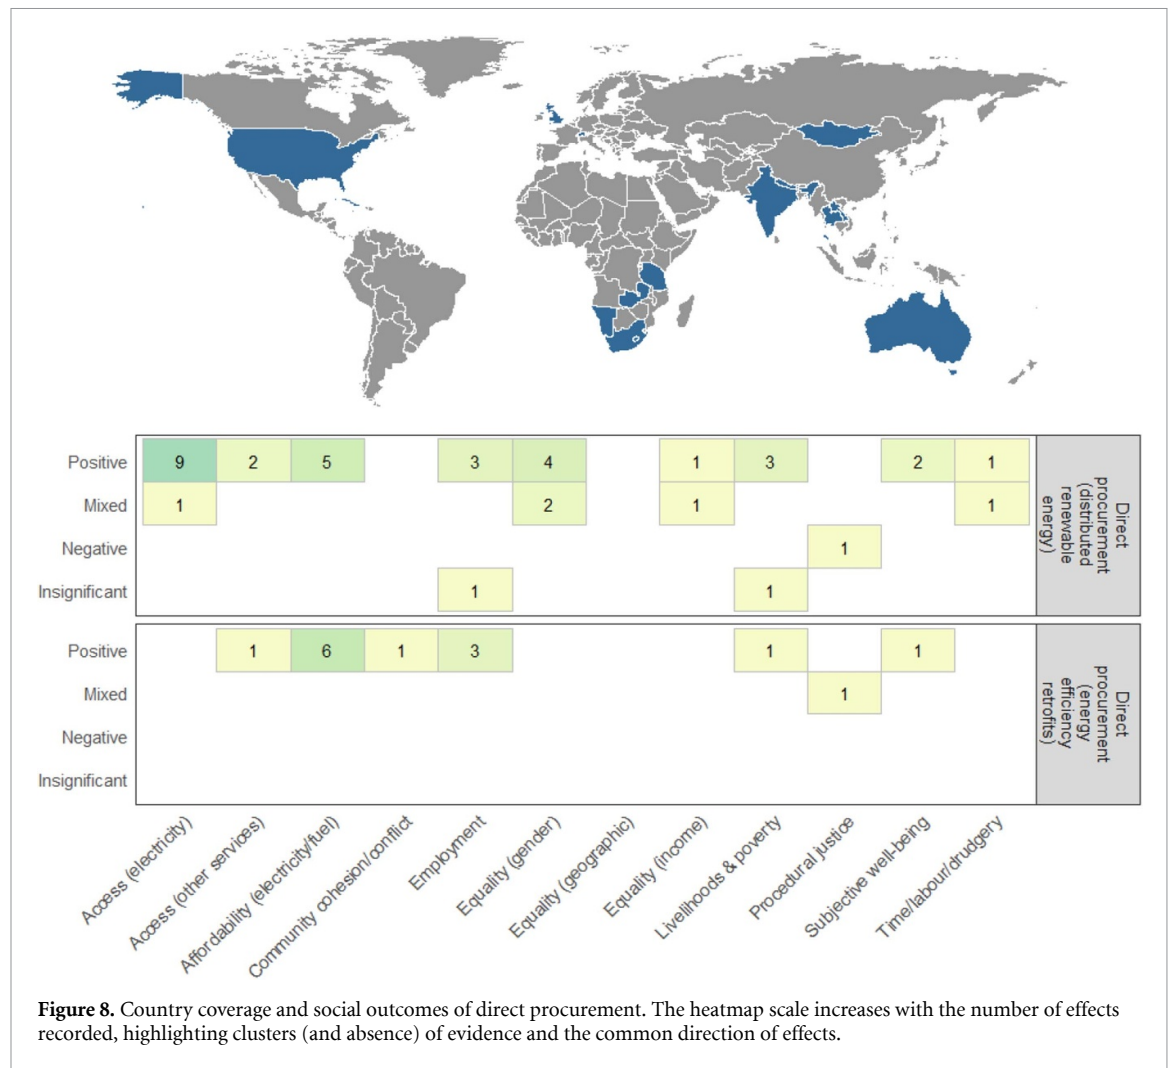 Positive 9 2 5 3 4 1 3 2 1
Mixed 1 2 1 1
Negative 1
Insignificant 1 1
Direct
procurement
(distributed
renewable
energy)
Positive 1 6 1 3 1 1
Mixed 1
Negative
Insignificant
Direct
procurement
(energy
efficiency
retrofits)
Access (electricity)
Access (other services)
Affordability (electricity/fuel)
Community cohesion/conflict
Employment
Equality (gender)
Equality (geographic)
Equality (income)
Livelihoods & poverty
Procedural justice
Subjective well-being
Time/labour/drudgery
Figure 8. Country coverage and social outcomes of direct procurement. The heatmap scale increases with the number of effects
recorded, highlighting clusters (and absence) of evidence and the common direction of effects.